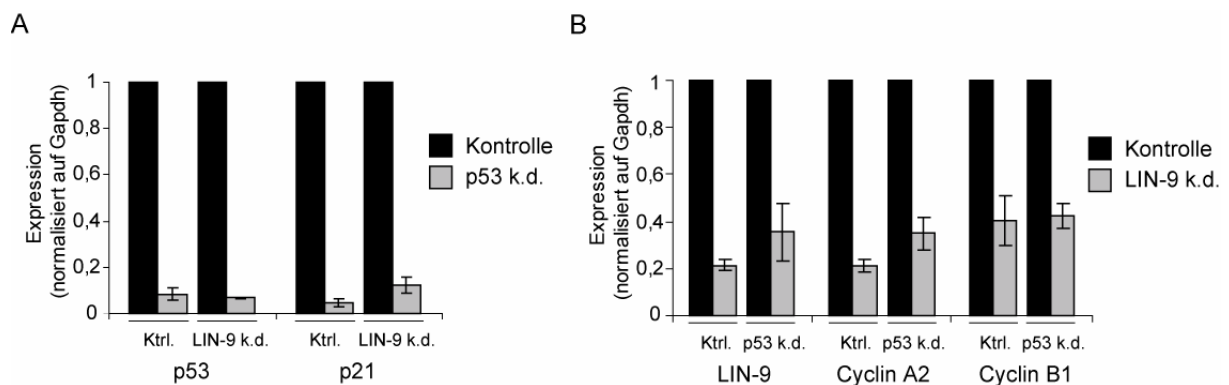 A
Expression
(normalisiert auf Gapdh)
1
0,8
0,6
0,4
0,2
0
Ktrl. LIN-9 k.d. Ktrl. LIN-9 k.d.
p53 p21
Kontrolle
p53 k.d.
B
Expression
(normalisiert auf Gapdh)
1
0,8
0,6
0,4
0,2
0
Ktrl. p53 k.d. Ktrl. p53 k.d. Ktrl. p53 k.d.
LIN-9 Cyclin A2 Cyclin B1
Kontrolle
LIN-9 k.d.